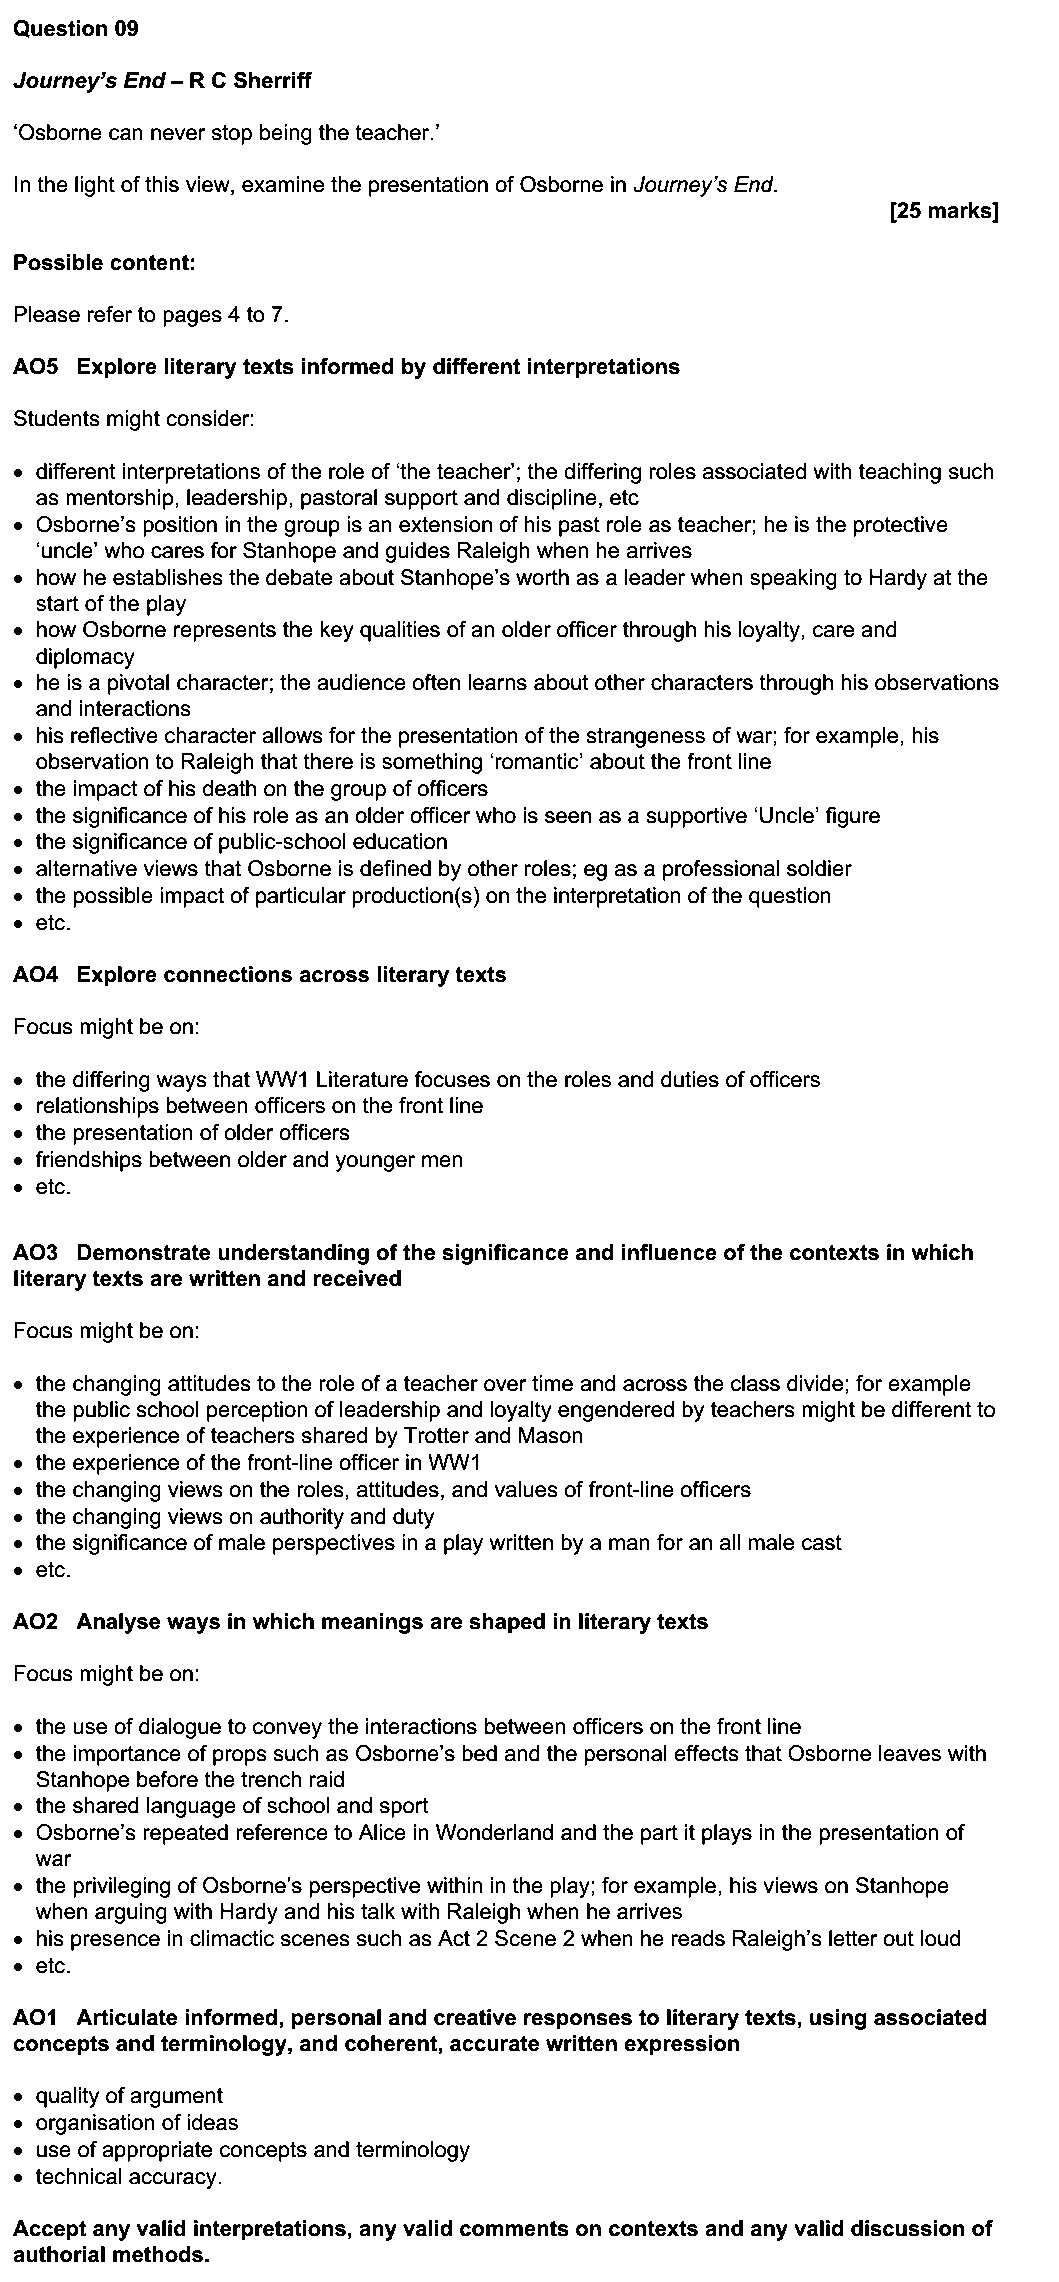 Question 09
Journey's End – R C Sherriff
‘Osborne can never stop being the teacher.’
In the light of this view, examine the presentation of Osborne in Journey's End.
[25 marks]
Possible content:
Please refer to pages 4 to 7.
AO5 Explore literary texts informed by different interpretations
Students might consider:
• different interpretations of the role of ‘the teacher’; the differing roles associated with teaching such
as mentorship, leadership, pastoral support and discipline, etc
• Osborne’s position in the group is an extension of his past role as teacher; he is the protective
‘uncle’ who cares for Stanhope and guides Raleigh when he arrives
• how he establishes the debate about Stanhope’s worth as a leader when speaking to Hardy at the
start of the play
• how Osborne represents the key qualities of an older officer through his loyalty, care and
diplomacy
• he is a pivotal character; the audience often learns about other characters through his observations
and interactions
• his reflective character allows for the presentation of the strangeness of war; for example, his
observation to Raleigh that there is something ‘romantic’ about the front line
• the impact of his death on the group of officers
• the significance of his role as an older officer who is seen as a supportive ‘Uncle’ figure
• the significance of public-school education
• alternative views that Osborne is defined by other roles; eg as a professional soldier
• the possible impact of particular production(s) on the interpretation of the question
• etc.
AO4 Explore connections across literary texts
Focus might be on:
• the differing ways that WW1 Literature focuses on the roles and duties of officers
• relationships between officers on the front line
• the presentation of older officers
• friendships between older and younger men
• etc.
AO3 Demonstrate understanding of the significance and influence of the contexts in which
literary texts are written and received
Focus might be on:
• the changing attitudes to the role of a teacher over time and across the class divide; for example
the public school perception of leadership and loyalty engendered by teachers might be different to
the experience of teachers shared by Trotter and Mason
• the experience of the front-line officer in WW1
• the changing views on the roles, attitudes, and values of front-line officers
• the changing views on authority and duty
• the significance of male perspectives in a play written by a man for an all male cast
• etc.
AO2 Analyse ways in which meanings are shaped in literary texts
Focus might be on:
• the use of dialogue to convey the interactions between officers on the front line
• the importance of props such as Osborne’s bed and the personal effects that Osborne leaves with
Stanhope before the trench raid
• the shared language of school and sport
• Osborne’s repeated reference to Alice in Wonderland and the part it plays in the presentation of
war
• the privileging of Osborne’s perspective within in the play; for example, his views on Stanhope
when arguing with Hardy and his talk with Raleigh when he arrives
• his presence in climactic scenes such as Act 2 Scene 2 when he reads Raleigh’s letter out loud
• etc.
AO1 Articulate informed, personal and creative responses to literary texts, using associated
concepts and terminology, and coherent, accurate written expression
• quality of argument
• organisation of ideas
• use of appropriate concepts and terminology
• technical accuracy.
Accept any valid interpretations, any valid comments on contexts and any valid discussion of
authorial methods.